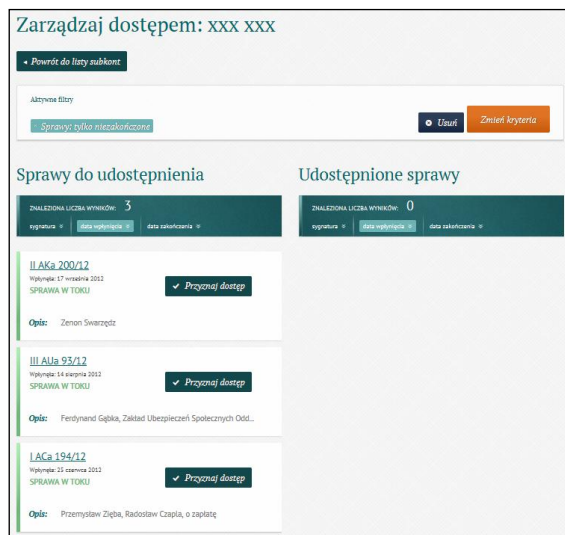 Zarządzaj dostępem: xxx xxx
Powrót do listy subkont
Aktywne filtry
Sprawy: tylko niezakończone
Usuń
Zmień kryteria
Sprawy do udostępnienia
ZNALEZIONA LICZBA WYNIKÓW: 3
sygnatura data wpłynięcia data zakończenia
II AKa 200/12
Wpłynęła: 17 września 2012
SPRAWA W TOKU
Przyznaj dostęp
Opis: Zenon Swarzędz
III AUa 93/12
Wpłynęła: 14 sierpnia 2012
SPRAWA W TOKU
Przyznaj dostęp
Opis: Ferdynand Gąbka, Zakład Ubezpieczeń Społecznych Odd...
I ACa 194/12
Wpłynęła: 25 czerwca 2012
SPRAWA W TOKU
Przyznaj dostęp
Opis: Przemysław Zięba, Radosław Czapla, o zapłatę
Udostępnione sprawy
ZNALEZIONA LICZBA WYNIKÓW: 0
sygnatura data wpłynięcia data zakończenia